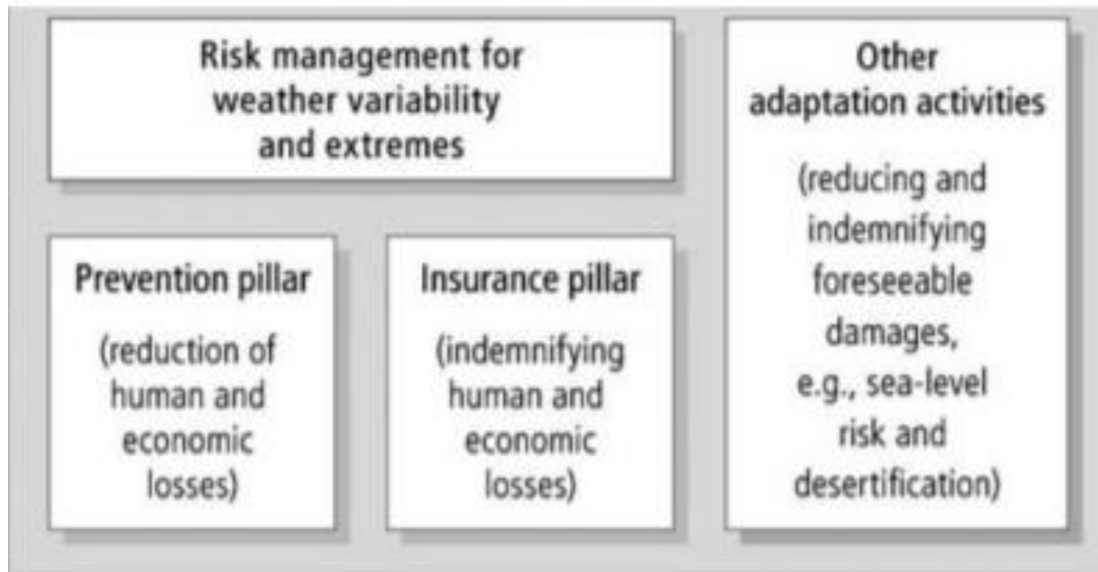 Risk management for
weather variability
and extremes
Prevention pillar
(reduction of
human and
economic
losses)
Insurance pillar
(indemnifying
human and
economic
losses)
Other
adaptation activities
(reducing and
indemnifying
foreseeable
damages,
e.g., sea-level
risk and
desertification)